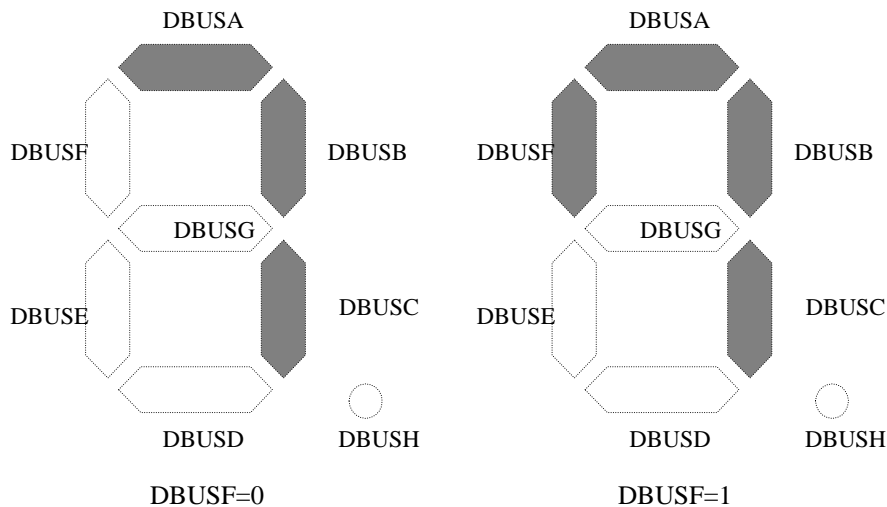 DBUSA DBUSA
DBUSF DBUSB DBUSF DBUSB
DBUSG DBUSG
DBUSE DBUSC DBUSE DBUSC
DBUSD DBUSH DBUSD DBUSH
DBUSF=0 DBUSF=1